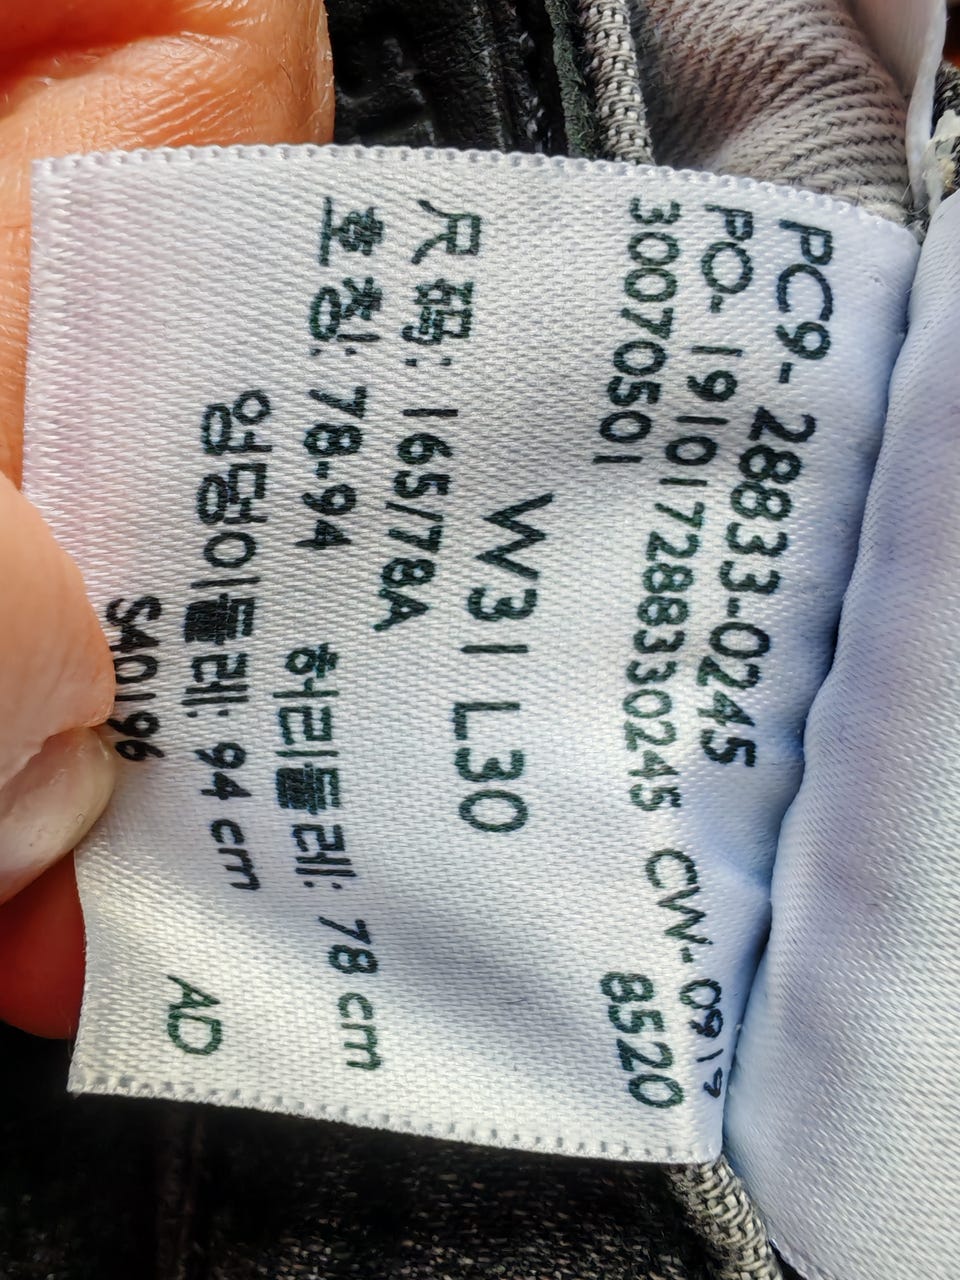 PC9-28833-0245
PO-191017288330245 CW-0919
30070501 8520
W31 L30
尺码: 165/78A
호칭: 78-94 허리둘레: 78 cm
엉덩이둘레: 94 cm
S40196 AD